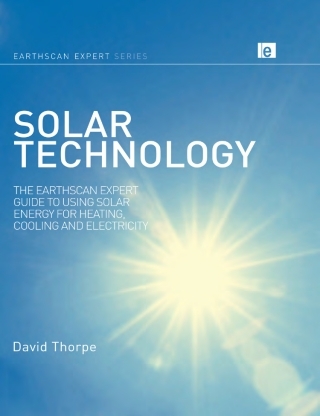 EARTHSCAN EXPERT SERIES
e
SOLAR
TECHNOLOGY
THE EARTHSCAN EXPERT
GUIDE TO USING SOLAR
ENERGY FOR HEATING,
COOLING AND ELECTRICITY
David Thorpe